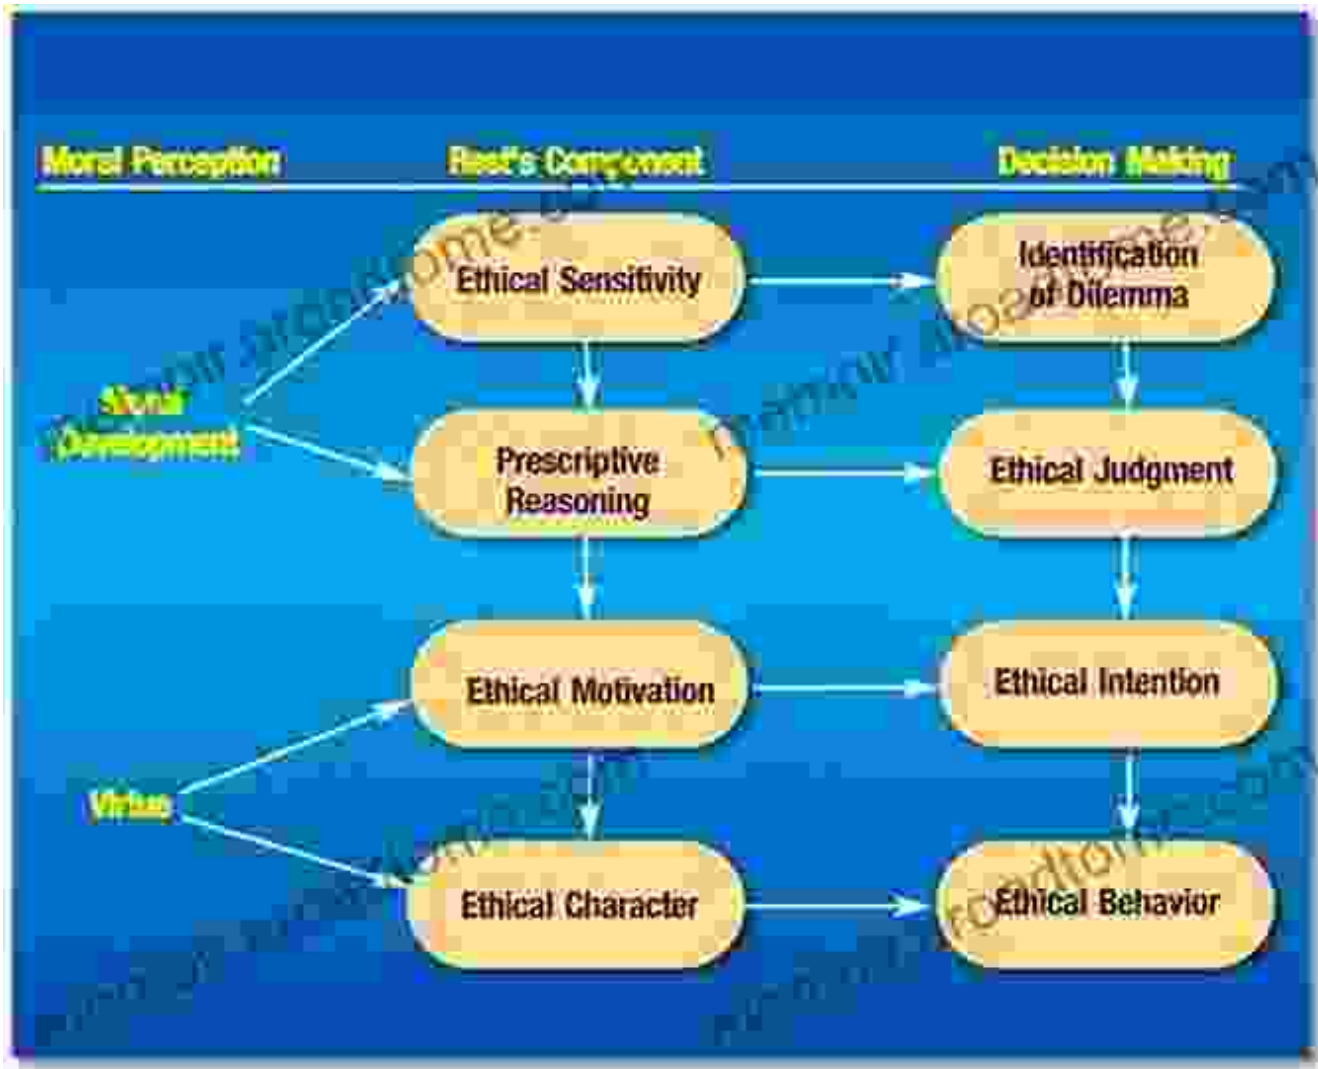 Moral Perception
Rest's Component
Decision Making
Ethical Sensitivity
Identification
of Dilemma
Moral
Development
Prescriptive
Reasoning
Ethical Judgment
Ethical Motivation
Ethical Intention
Virtue
Ethical Character
Ethical Behavior